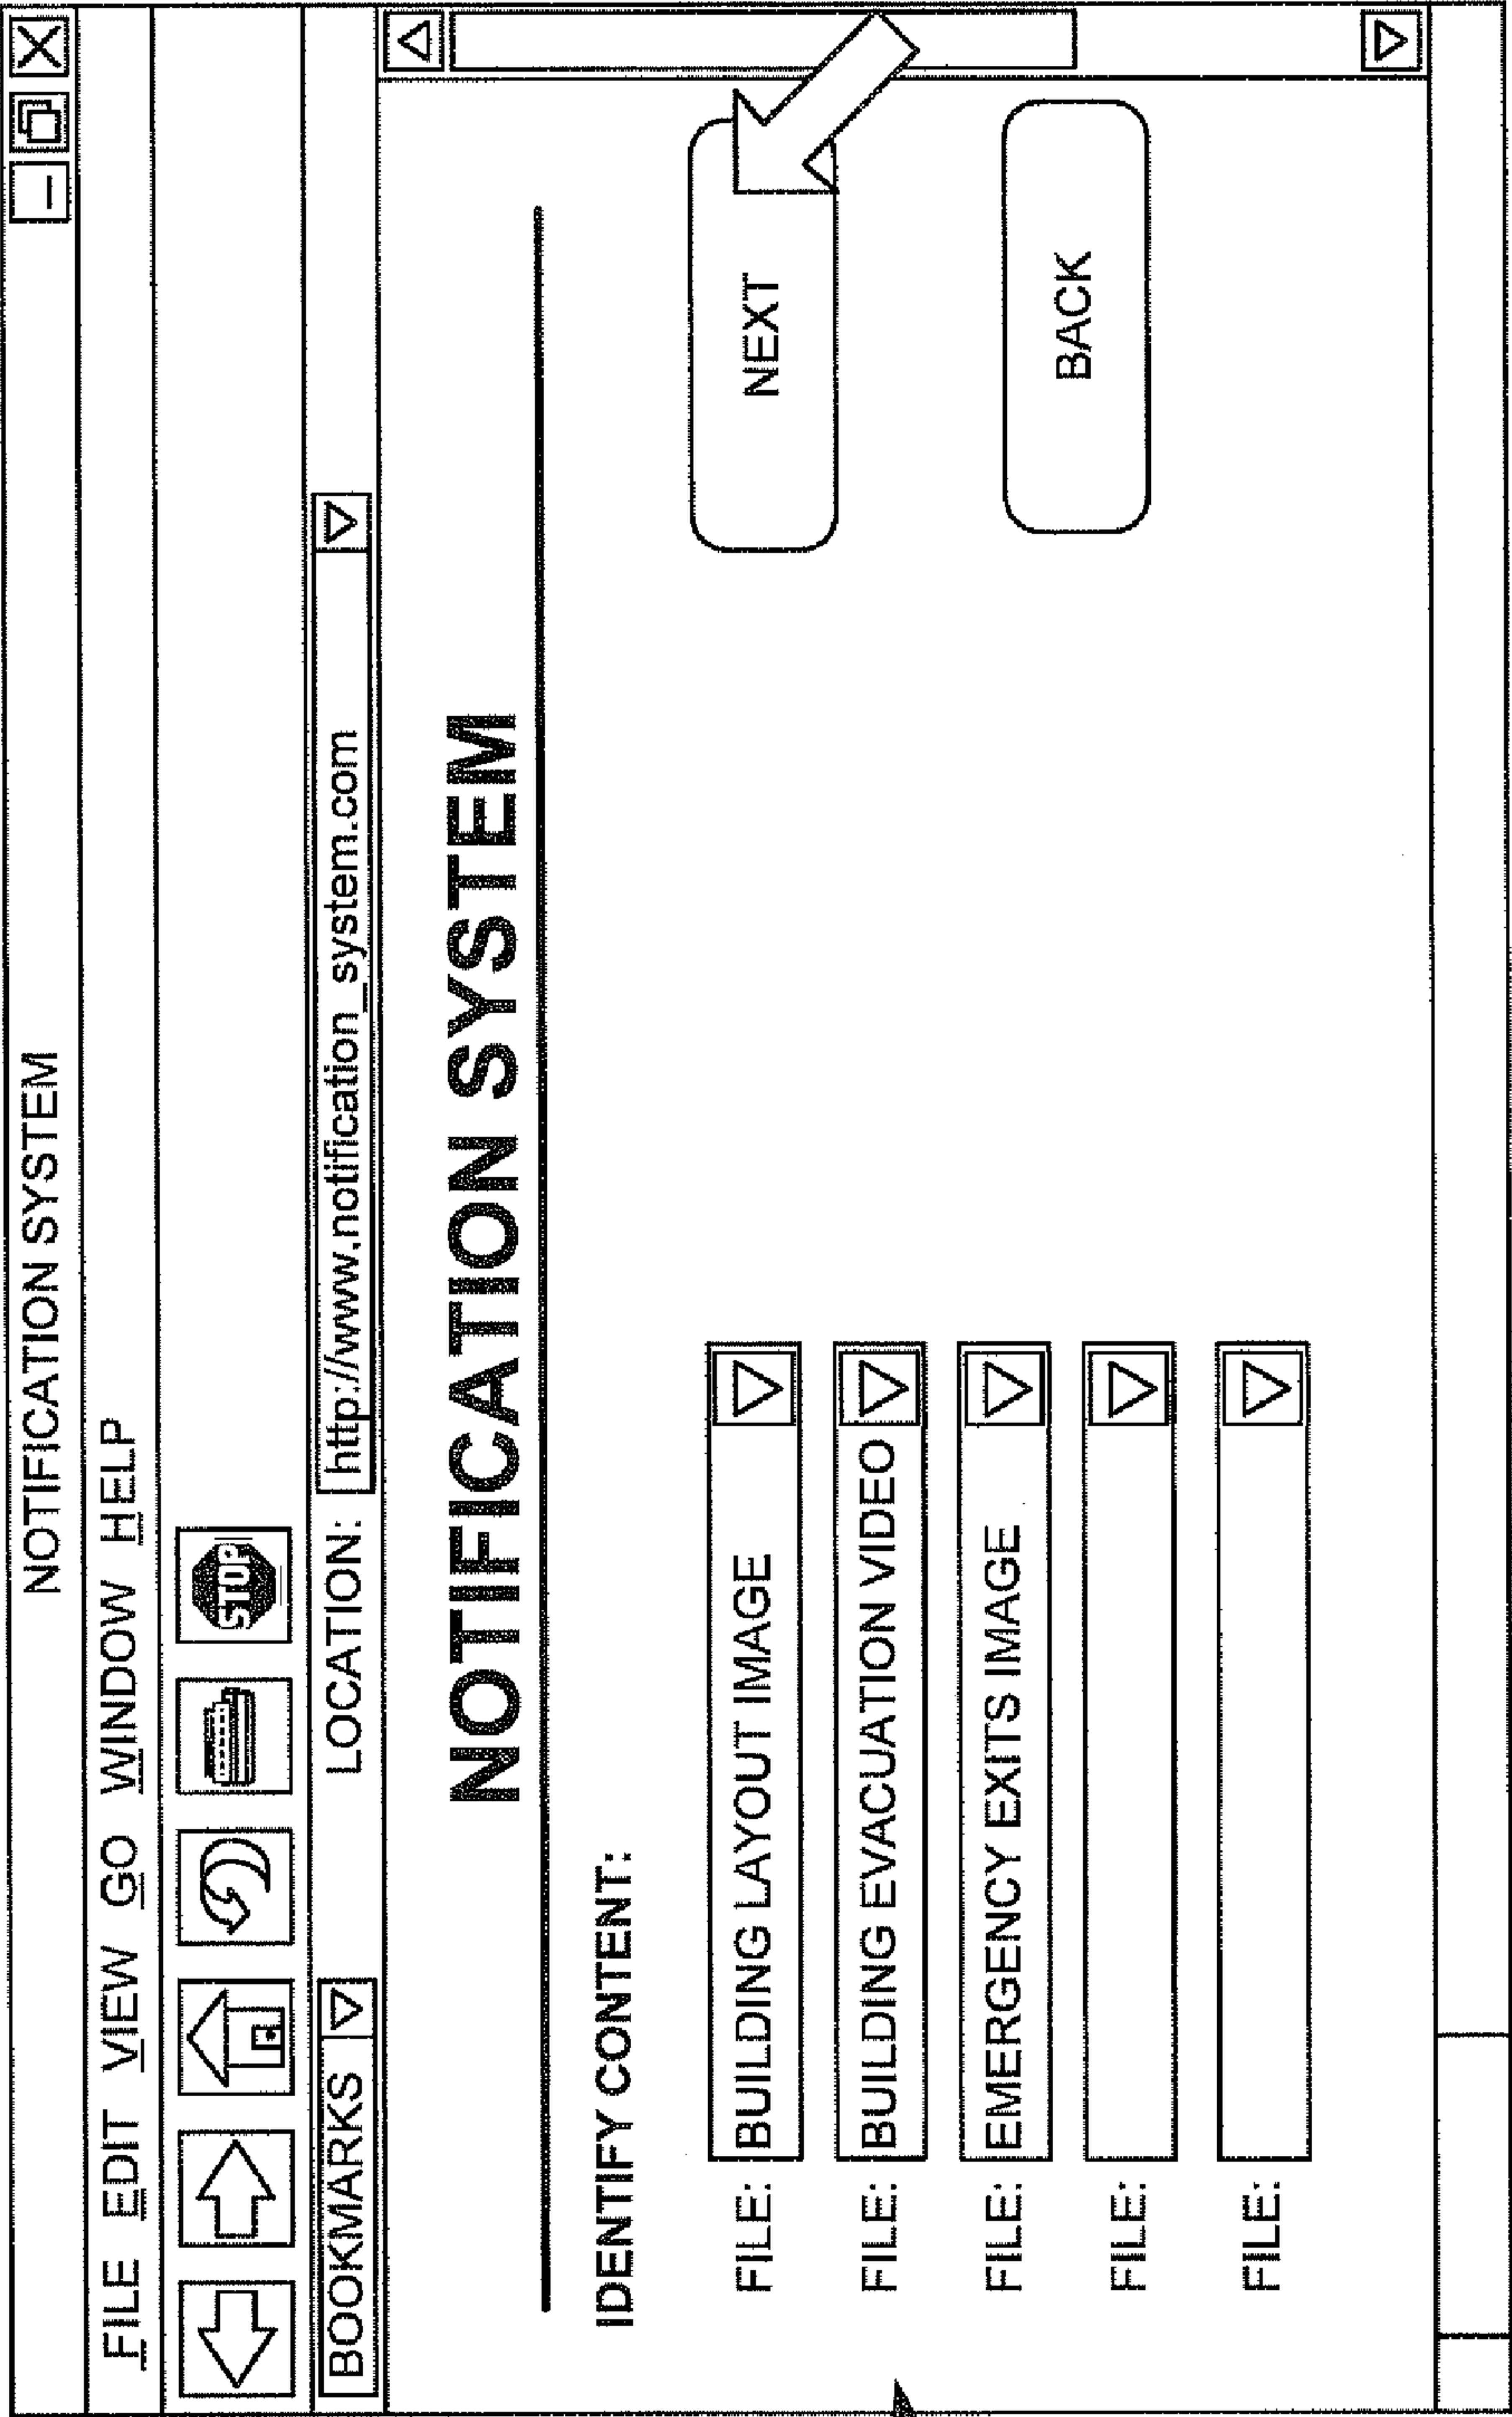 NOTIFICATION SYSTEM
FILE EDIT VIEW GO WINDOW HELP
STOP
BOOKMARKS LOCATION: http://www.notification_system.com
NOTIFICATION SYSTEM
IDENTIFY CONTENT:
FILE: BUILDING LAYOUT IMAGE
NEXT
FILE: BUILDING EVACUATION VIDEO
FILE: EMERGENCY EXITS IMAGE
BACK
FILE:
FILE: